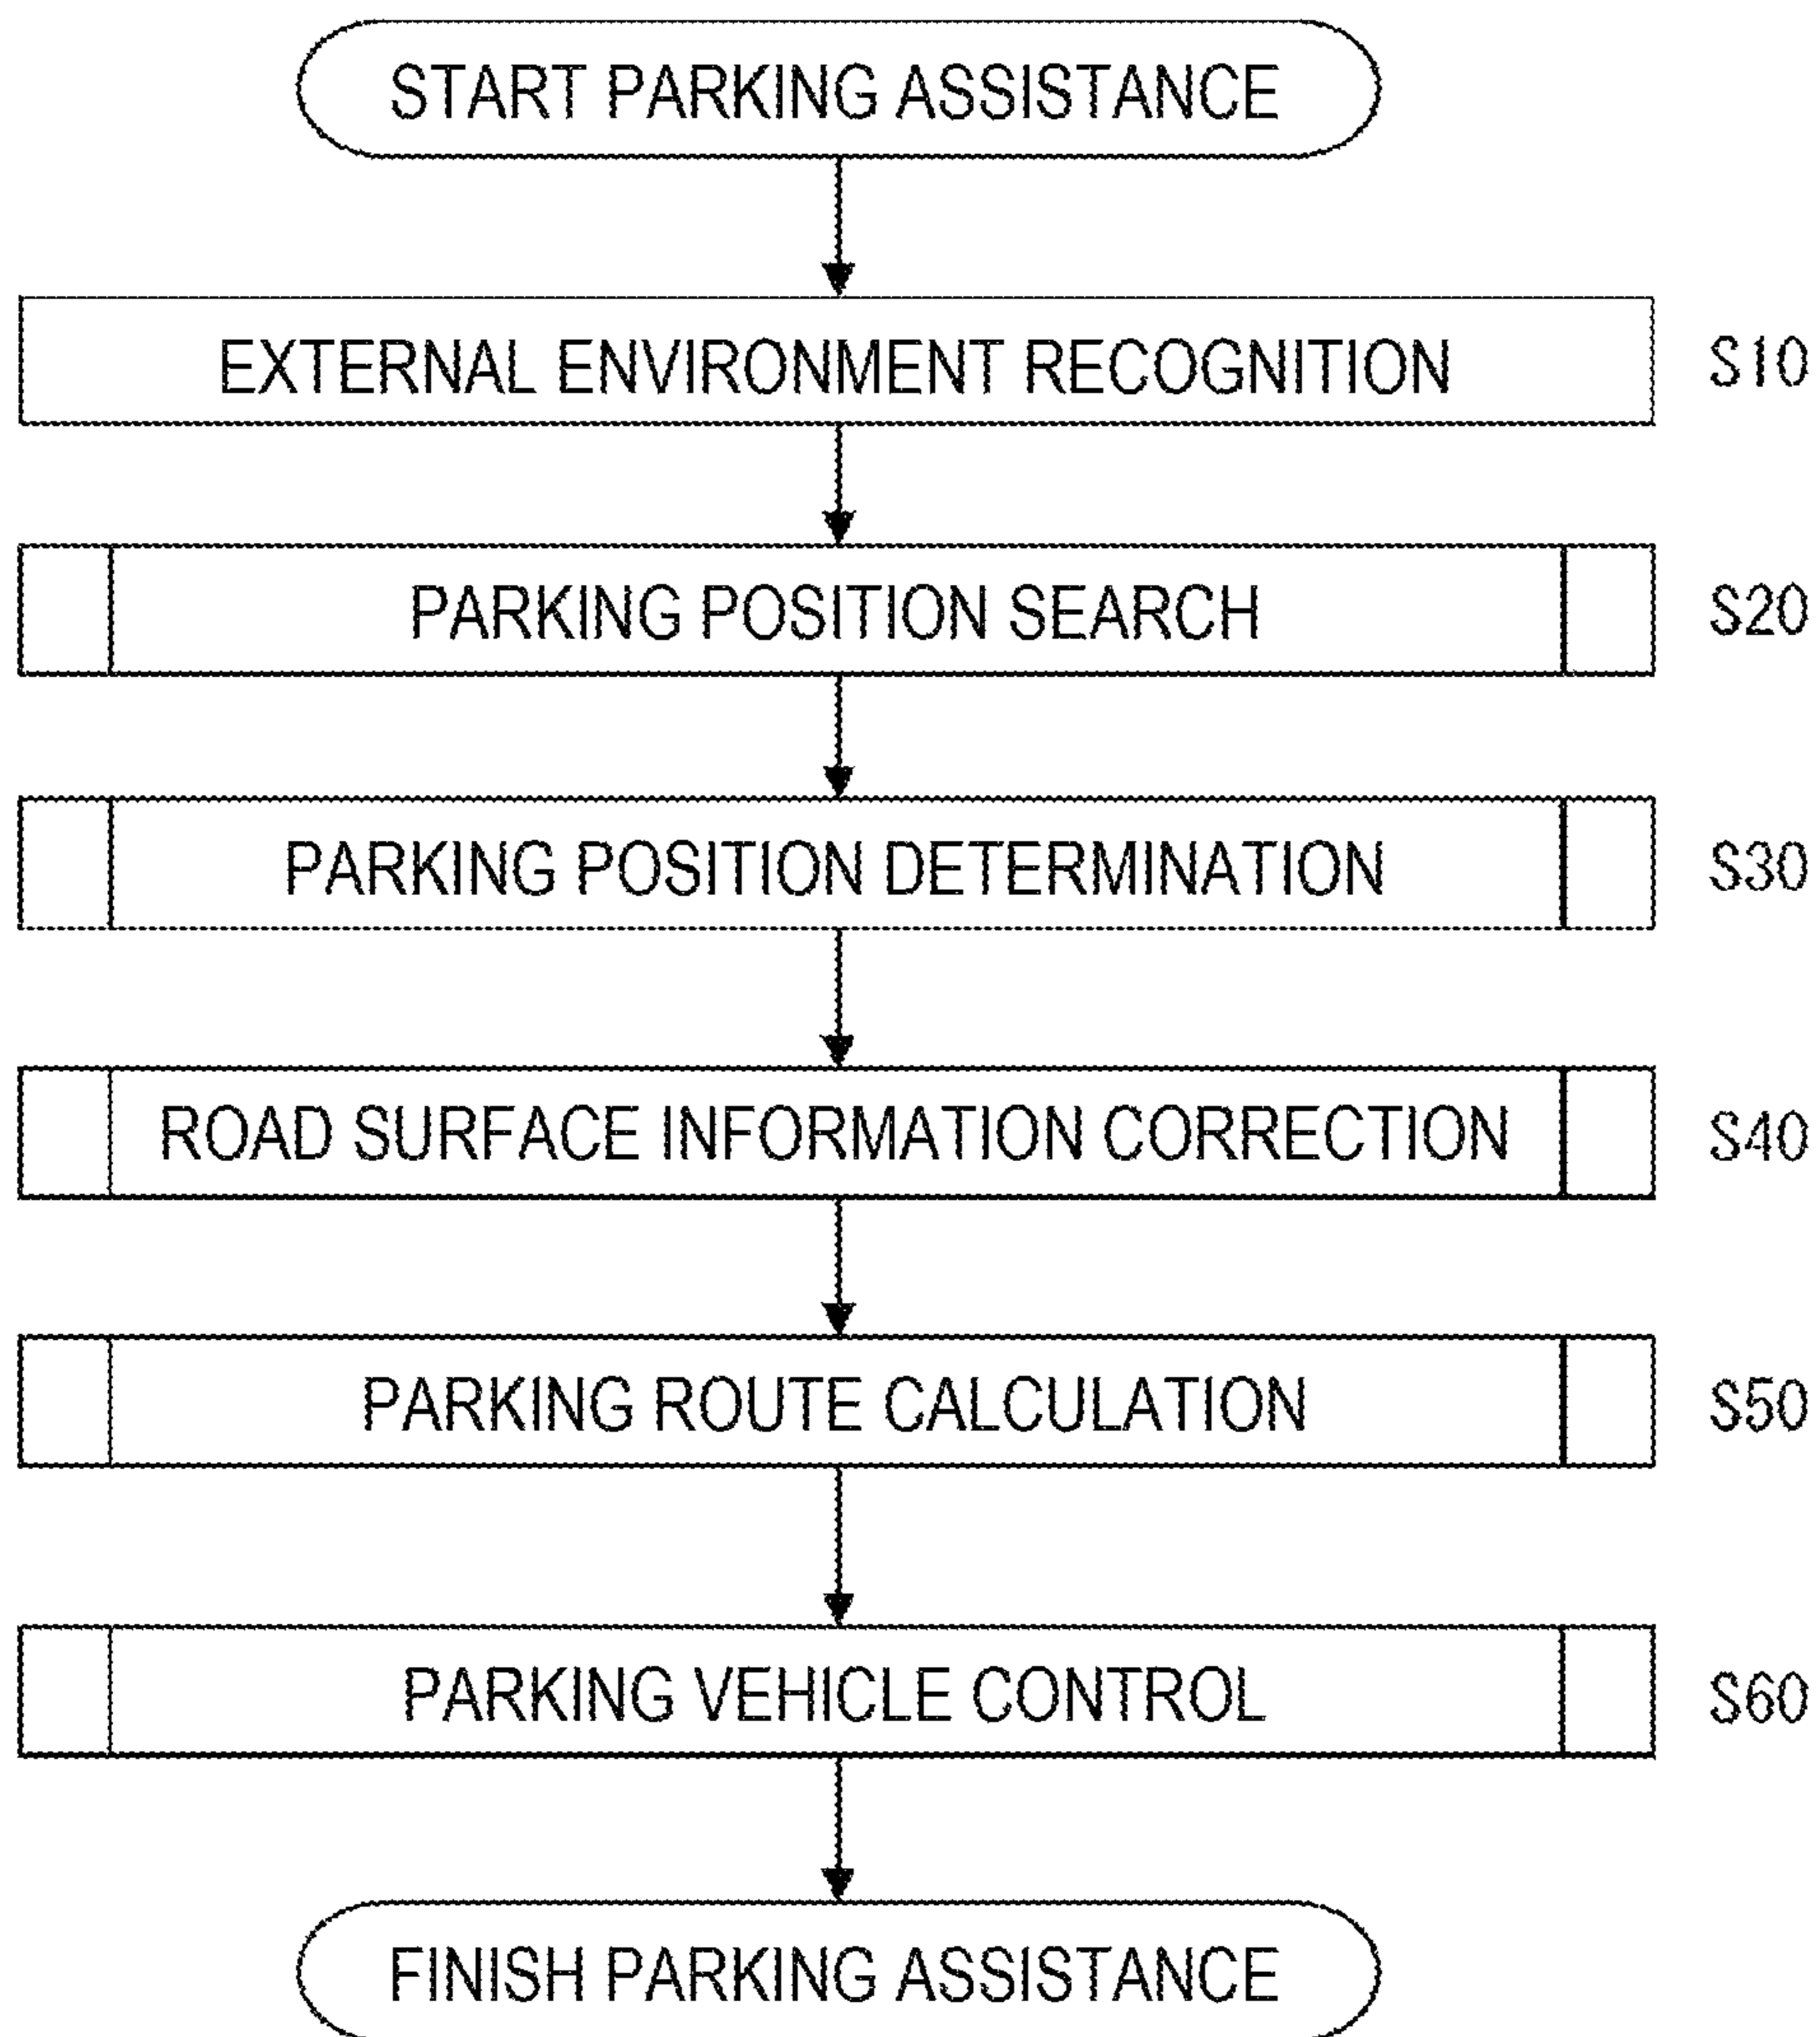 START PARKING ASSISTANCE
EXTERNAL ENVIRONMENT RECOGNITION S10
PARKING POSITION SEARCH S20
PARKING POSITION DETERMINATION S30
ROAD SURFACE INFORMATION CORRECTION S40
PARKING ROUTE CALCULATION S50
PARKING VEHICLE CONTROL S60
FINISH PARKING ASSISTANCE